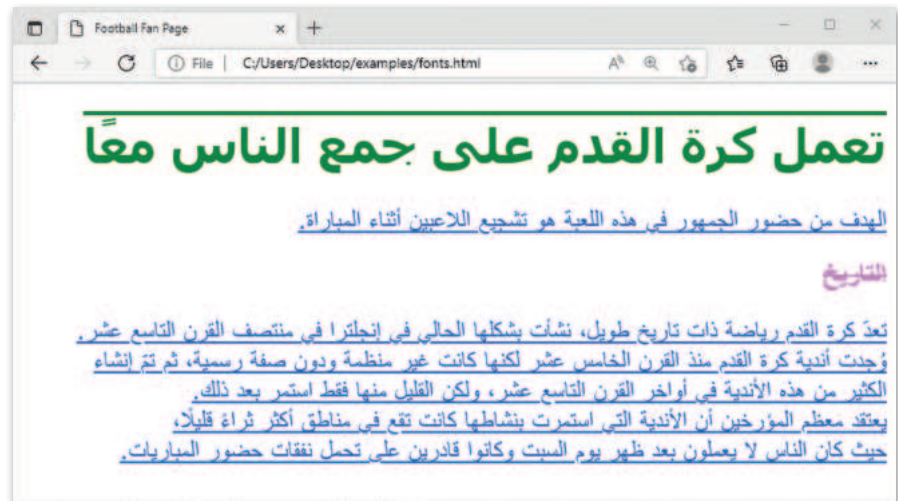 Football Fan Page
File | C:/Users/Desktop/examples/fonts.html
تعمل كرة القدم على جمع الناس معًا
الهدف من حضور الجمهور في هذه اللعبة هو تشجيع اللاعبين أثناء المباراة.
التاريخ
تعدّ كرة القدم رياضة ذات تاريخ طويل، نشأت بشكلها الحالي في إنجلترا في منتصف القرن التاسع عشر.
وُجدت أندية كرة القدم منذ القرن الخامس عشر لكنها كانت غير منظمة ودون صفة رسمية، ثم تمّ إنشاء
الكثير من هذه الأندية في أواخر القرن التاسع عشر، ولكن القليل منها فقط استمر بعد ذلك.
يعتقد معظم المؤرخين أن الأندية التي استمرت بنشاطها كانت تقع في مناطق أكثر ثراءً قليلًا،
حيث كان الناس لا يعملون بعد ظهر يوم السبت وكانوا قادرين على تحمل نفقات حضور المباريات.